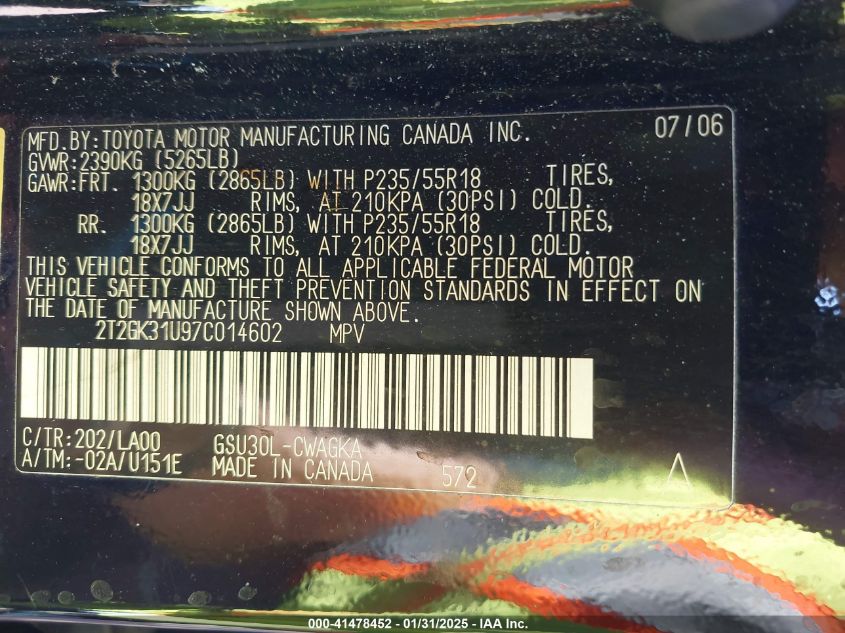 MFD.BY:TOYOTA MOTOR MANUFACTURING CANADA INC. 07/06
GVWR:2390KG (5265LB)
GAWR:FRT. 1300KG (2865LB) WITH P235/55R18 TIRES,
18X7JJ RIMS, AT 210KPA (30PSI) COLD.
RR. 1300KG (2865LB) WITH P235/55R18 TIRES,
18X7JJ RIMS, AT 210KPA (30PSI) COLD.
THIS VEHICLE CONFORMS TO ALL APPLICABLE FEDERAL MOTOR
VEHICLE SAFETY AND THEFT PREVENTION STANDARDS IN EFFECT ON
THE DATE OF MANUFACTURE SHOWN ABOVE.
2T2GK31U97C014602 MPV
C/TR:202/LA00 GSU30L-CWAGKA
A/TM:-02A/U151E MADE IN CANADA 572 A
000-41478452 - 01/31/2025 - IAA Inc.